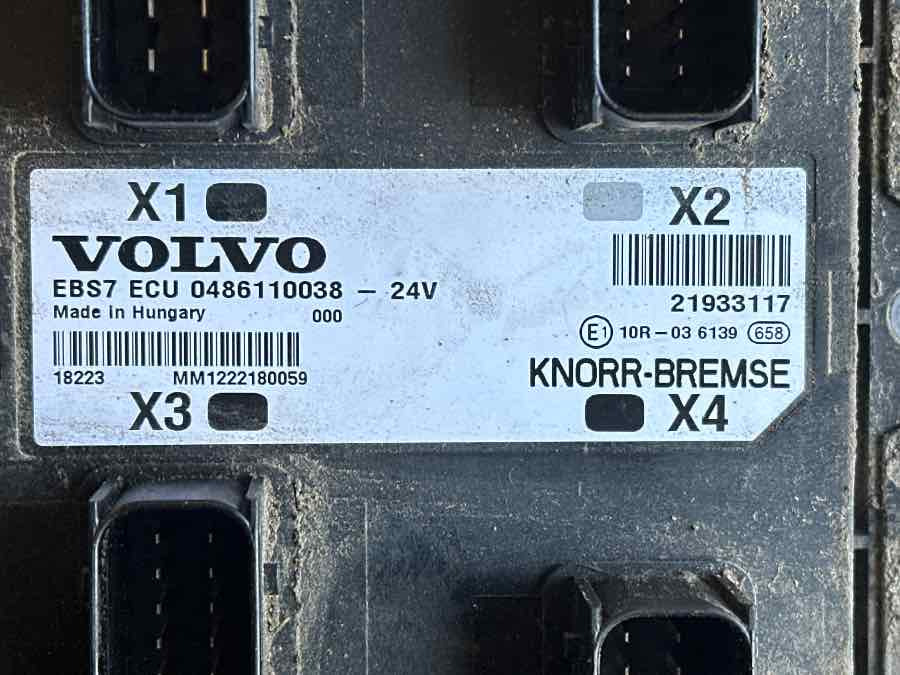 X1
X2
VOLVO
EBS7 ECU 0486110038 – 24V
Made in Hungary 000
21933117
E1 10R–03 6139 658
18223 MM1222180059
KNORR-BREMSE
X3
X4